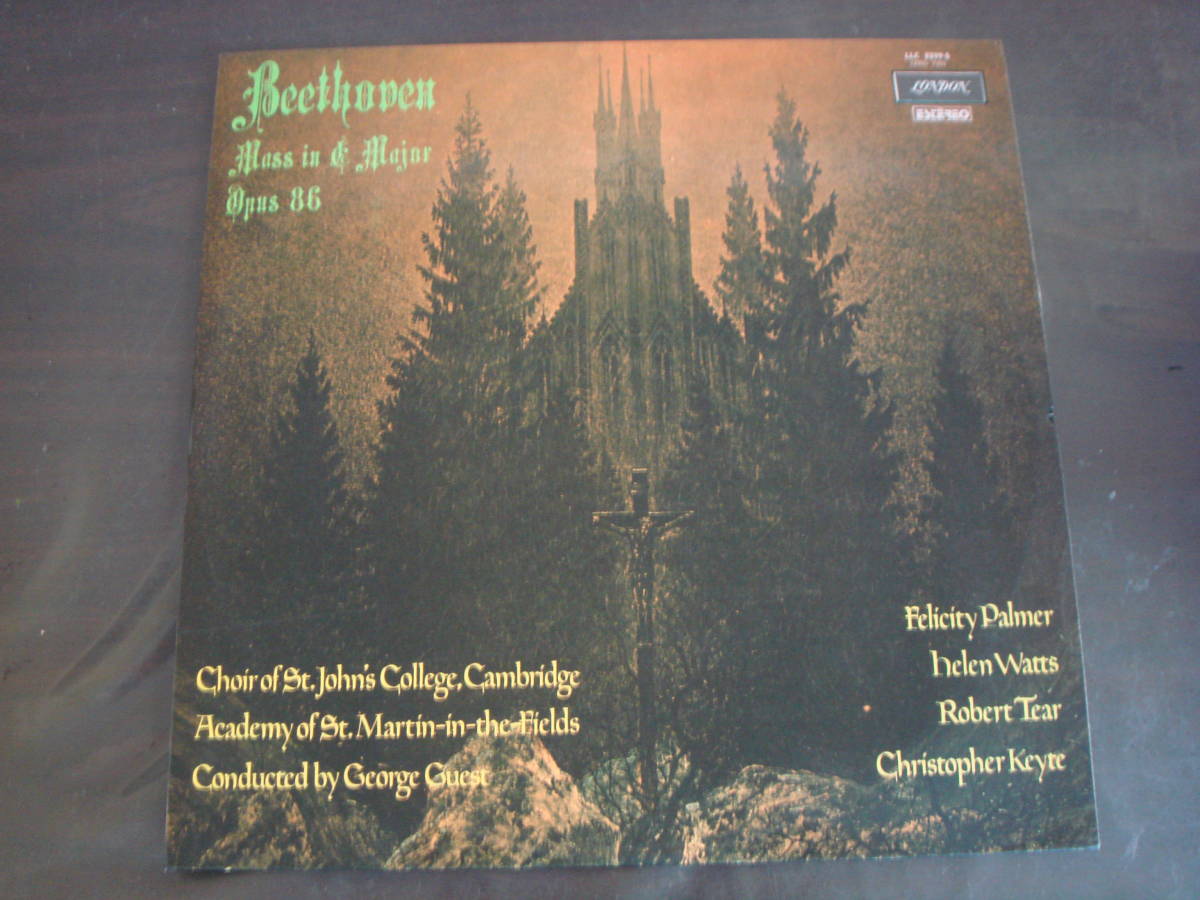 Beethoven
Mass in C Major
Opus 86
LONDON
ESTEREO
Felicity Palmer
Helen Watts
Robert Tear
Christopher Keyte
Choir of St. John's College, Cambridge
Academy of St. Martin-in-the-Fields
Conducted by George Guest